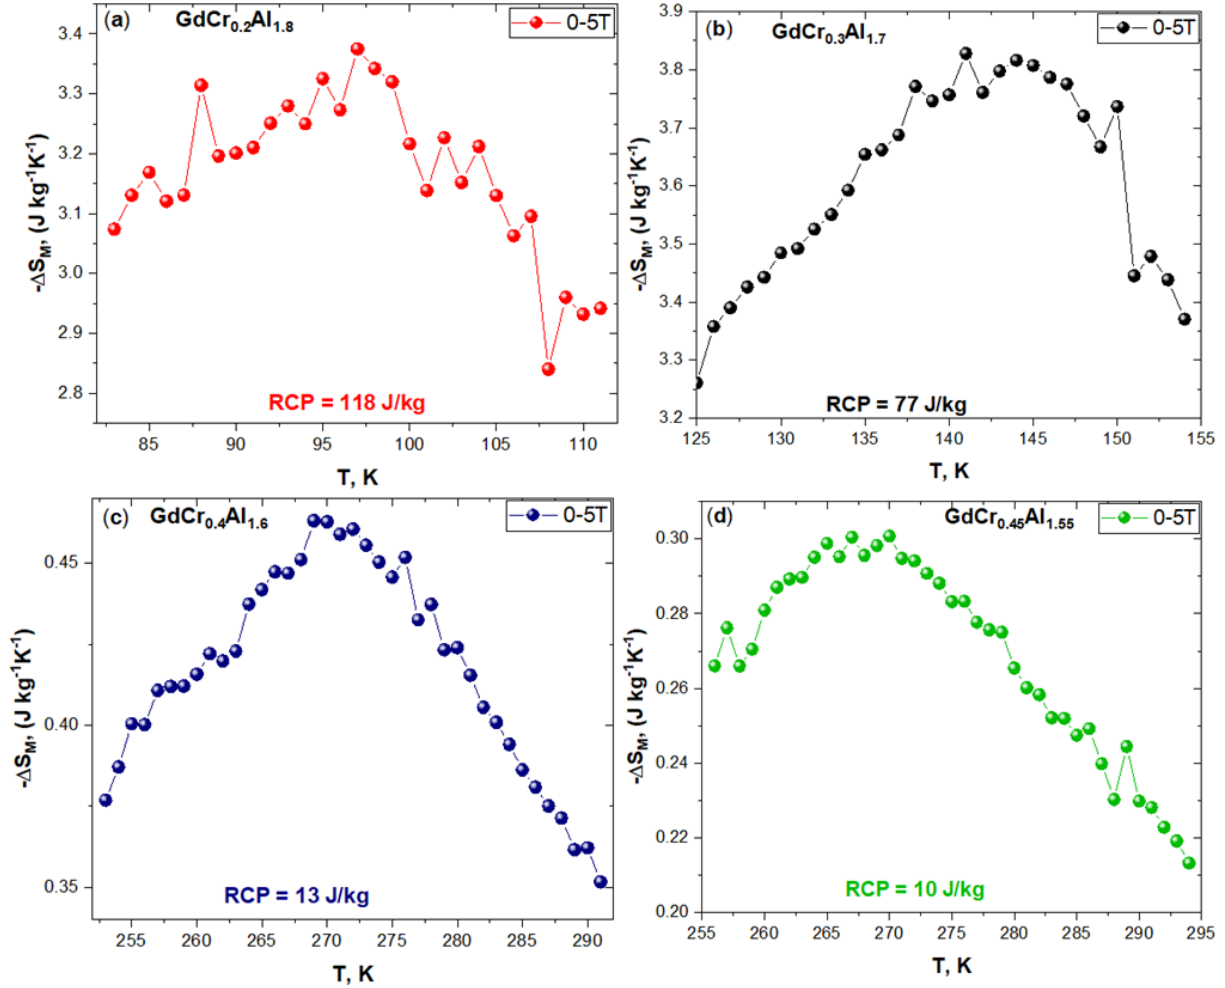 (a)
GdCr0.2Al1.8
0-5T
3.4
3.3
3.2
3.1
3.0
2.9
2.8
-ΔSM, (J kg-1K-1)
RCP = 118 J/kg
85 90 95 100 105 110
T, K
(b)
GdCr0.3Al1.7
0-5T
3.9
3.8
3.7
3.6
3.5
3.4
3.3
3.2
-ΔSM, (J kg-1K-1)
RCP = 77 J/kg
125 130 135 140 145 150 155
T, K
(c)
GdCr0.4Al1.6
0-5T
0.45
0.40
0.35
-ΔSM, (J kg-1K-1)
RCP = 13 J/kg
255 260 265 270 275 280 285 290
T, K
(d)
GdCr0.45Al1.55
0-5T
0.30
0.28
0.26
0.24
0.22
0.20
-ΔSM, (J kg-1K-1)
RCP = 10 J/kg
255 260 265 270 275 280 285 290 295
T, K